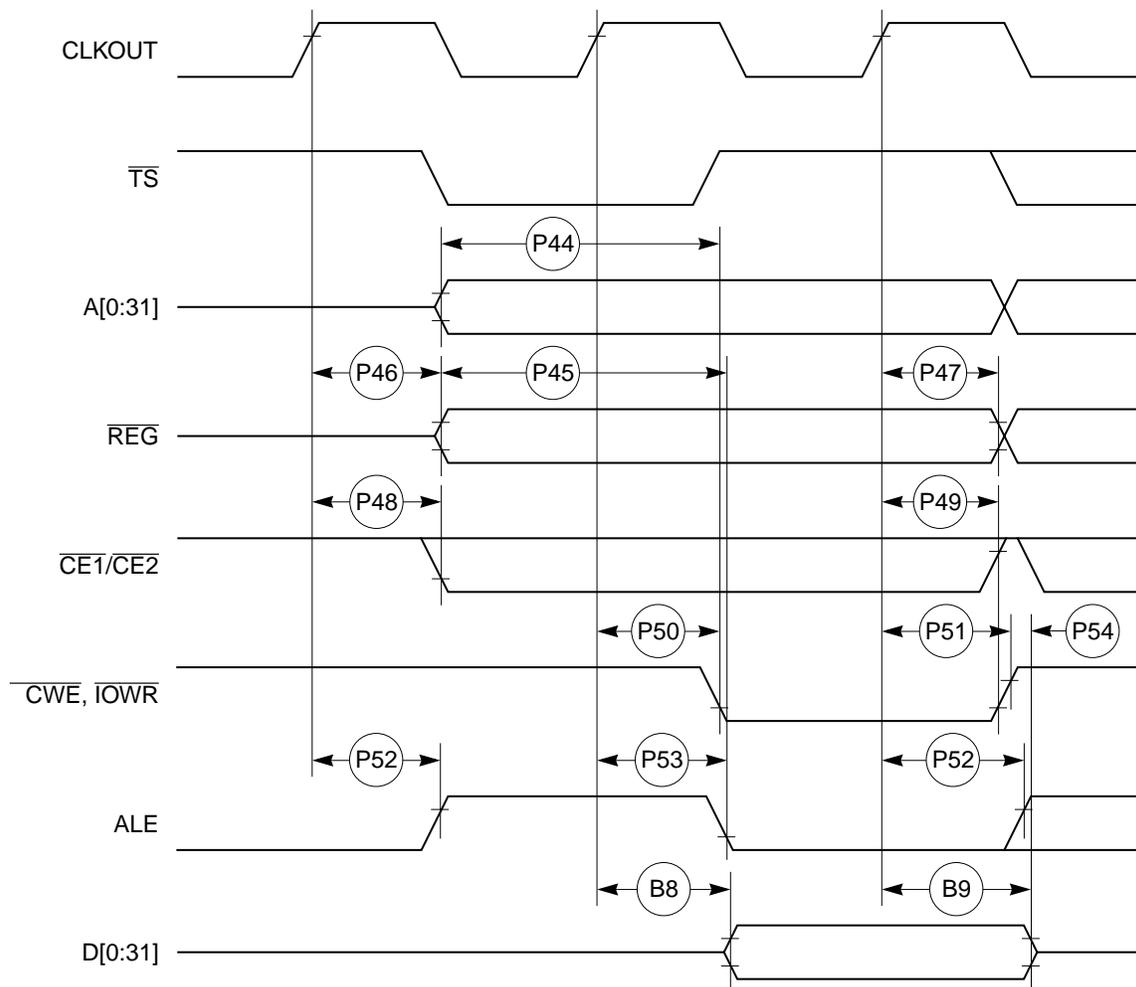 CLKOUT
TS
P44
A[0:31]
P46
P45
P47
REG
P48
P49
CE1/CE2
P50
P51
P54
CWE, IOWR
P52
P53
P52
ALE
B8
B9
D[0:31]